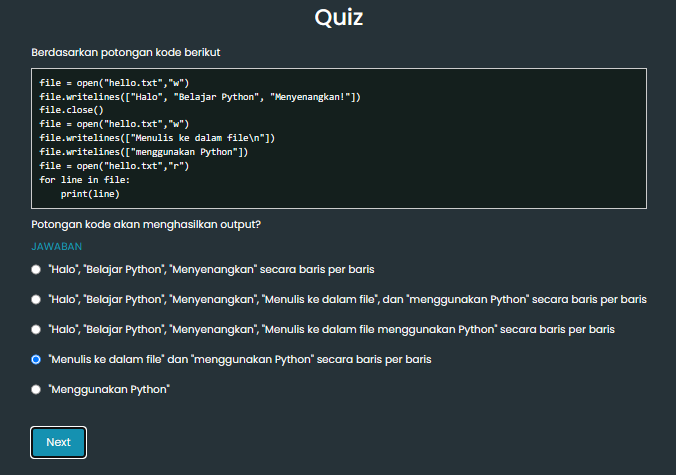 Quiz
Berdasarkan potongan kode berikut
file = open("hello.txt","w")
file.writelines(["Halo", "Belajar Python", "Menyenangkan!"])
file.close()
file = open("hello.txt","w")
file.writelines(["Menulis ke dalam file\n"])
file.writelines(["menggunakan Python"])
file = open("hello.txt","r")
for line in file:
    print(line)
Potongan kode akan menghasilkan output?
JAWABAN
"Halo", "Belajar Python", "Menyenangkan" secara baris per baris
"Halo", "Belajar Python", "Menyenangkan", "Menulis ke dalam file", dan "menggunakan Python" secara baris per baris
"Halo", "Belajar Python", "Menyenangkan", "Menulis ke dalam file menggunakan Python" secara baris per baris
"Menulis ke dalam file" dan "menggunakan Python" secara baris per baris
"Menggunakan Python"
Next